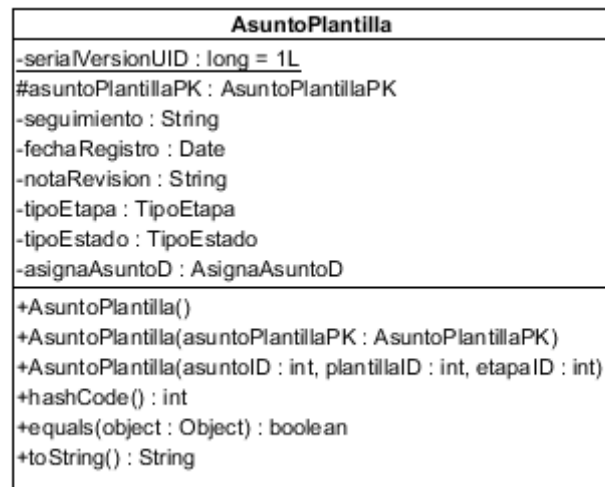 AsuntoPlantilla
-serialVersionUID : long = 1L
#asuntoPlantillaPK : AsuntoPlantillaPK
-seguimiento : String
-fechaRegistro : Date
-notaRevision : String
-tipoEtapa : TipoEtapa
-tipoEstado : TipoEstado
-asignaAsuntoD : AsignaAsuntoD
+AsuntoPlantilla()
+AsuntoPlantilla(asuntoPlantillaPK : AsuntoPlantillaPK)
+AsuntoPlantilla(asuntoID : int, plantillaID : int, etapaID : int)
+hashCode() : int
+equals(object : Object) : boolean
+toString() : String